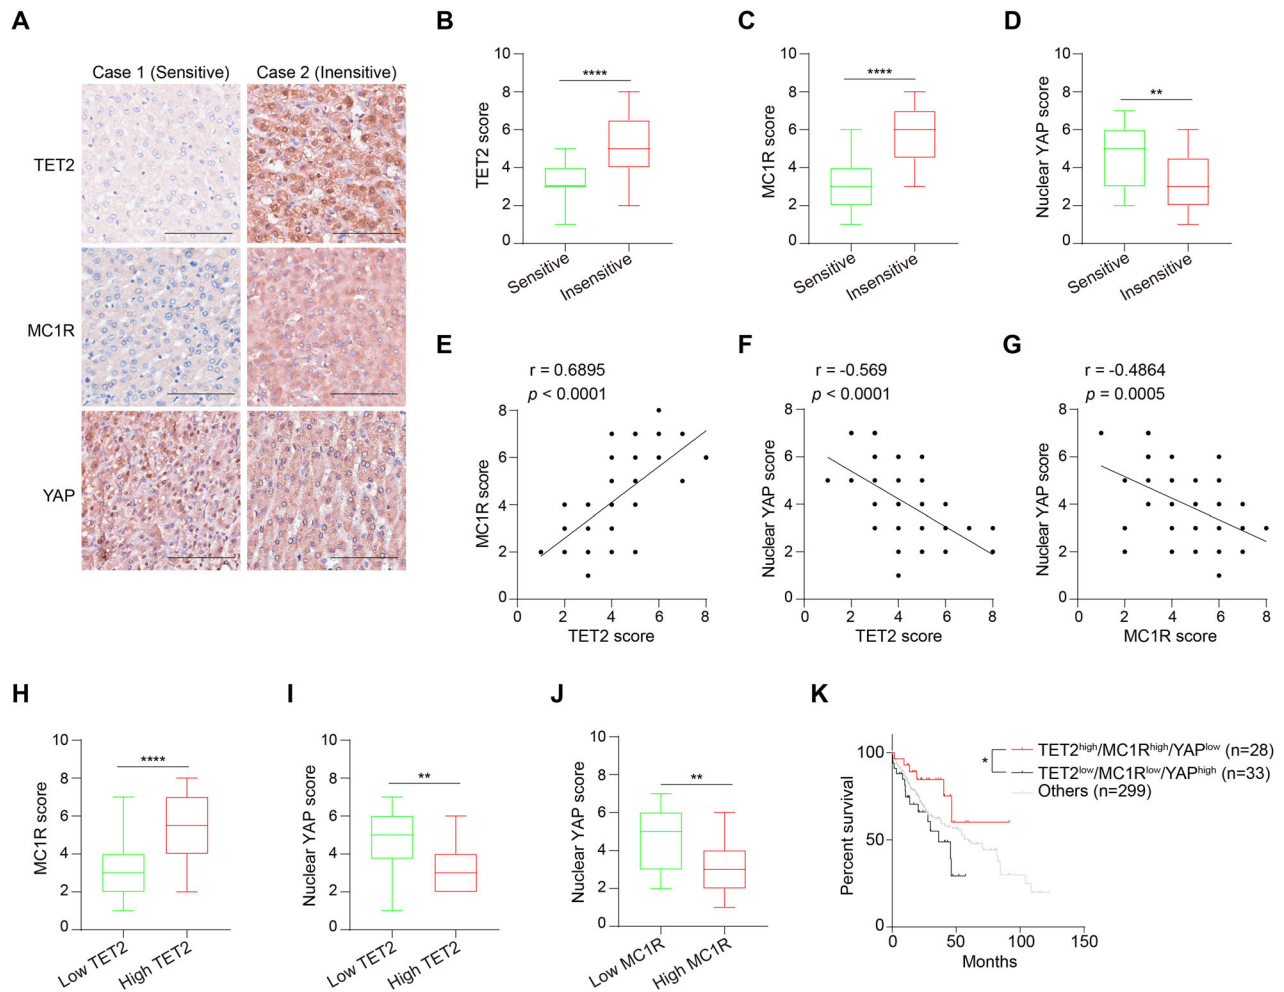 A
Case 1 (Sensitive)
Case 2 (Inensitive)
TET2
MC1R
YAP
B
TET2 score
10
8
6
4
2
0
****
Sensitive
Insensitive
C
MC1R score
10
8
6
4
2
0
****
Sensitive
Insensitive
D
Nuclear YAP score
10
8
6
4
2
0
**
Sensitive
Insensitive
E
r = 0.6895
p < 0.0001
MC1R score
8
6
4
2
0
0
2
4
6
8
TET2 score
F
r = -0.569
p < 0.0001
Nuclear YAP score
8
6
4
2
0
0
2
4
6
8
TET2 score
G
r = -0.4864
p = 0.0005
Nuclear YAP score
8
6
4
2
0
0
2
4
6
8
MC1R score
H
MC1R score
10
8
6
4
2
0
****
Low TET2
High TET2
I
Nuclear YAP score
10
8
6
4
2
0
**
Low TET2
High TET2
J
Nuclear YAP score
10
8
6
4
2
0
**
Low MC1R
High MC1R
K
Percent survival
100
50
0
0
50
100
150
Months
*
TET2high/MC1Rhigh/YAPlow (n=28)
TET2low/MC1Rlow/YAPhigh (n=33)
Others (n=299)